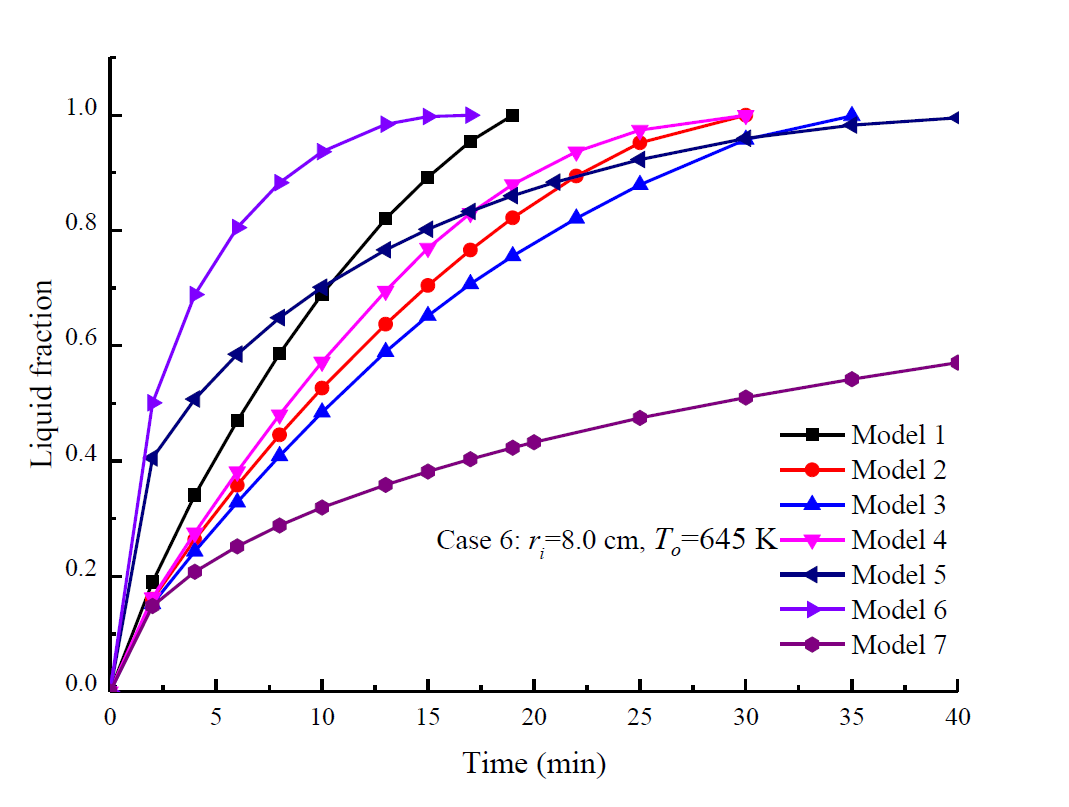 1.0
0.8
0.6
0.4
0.2
0.0
Liquid fraction
0 5 10 15 20 25 30 35 40
Time (min)
Case 6: ri=8.0 cm, To=645 K
Model 1
Model 2
Model 3
Model 4
Model 5
Model 6
Model 7